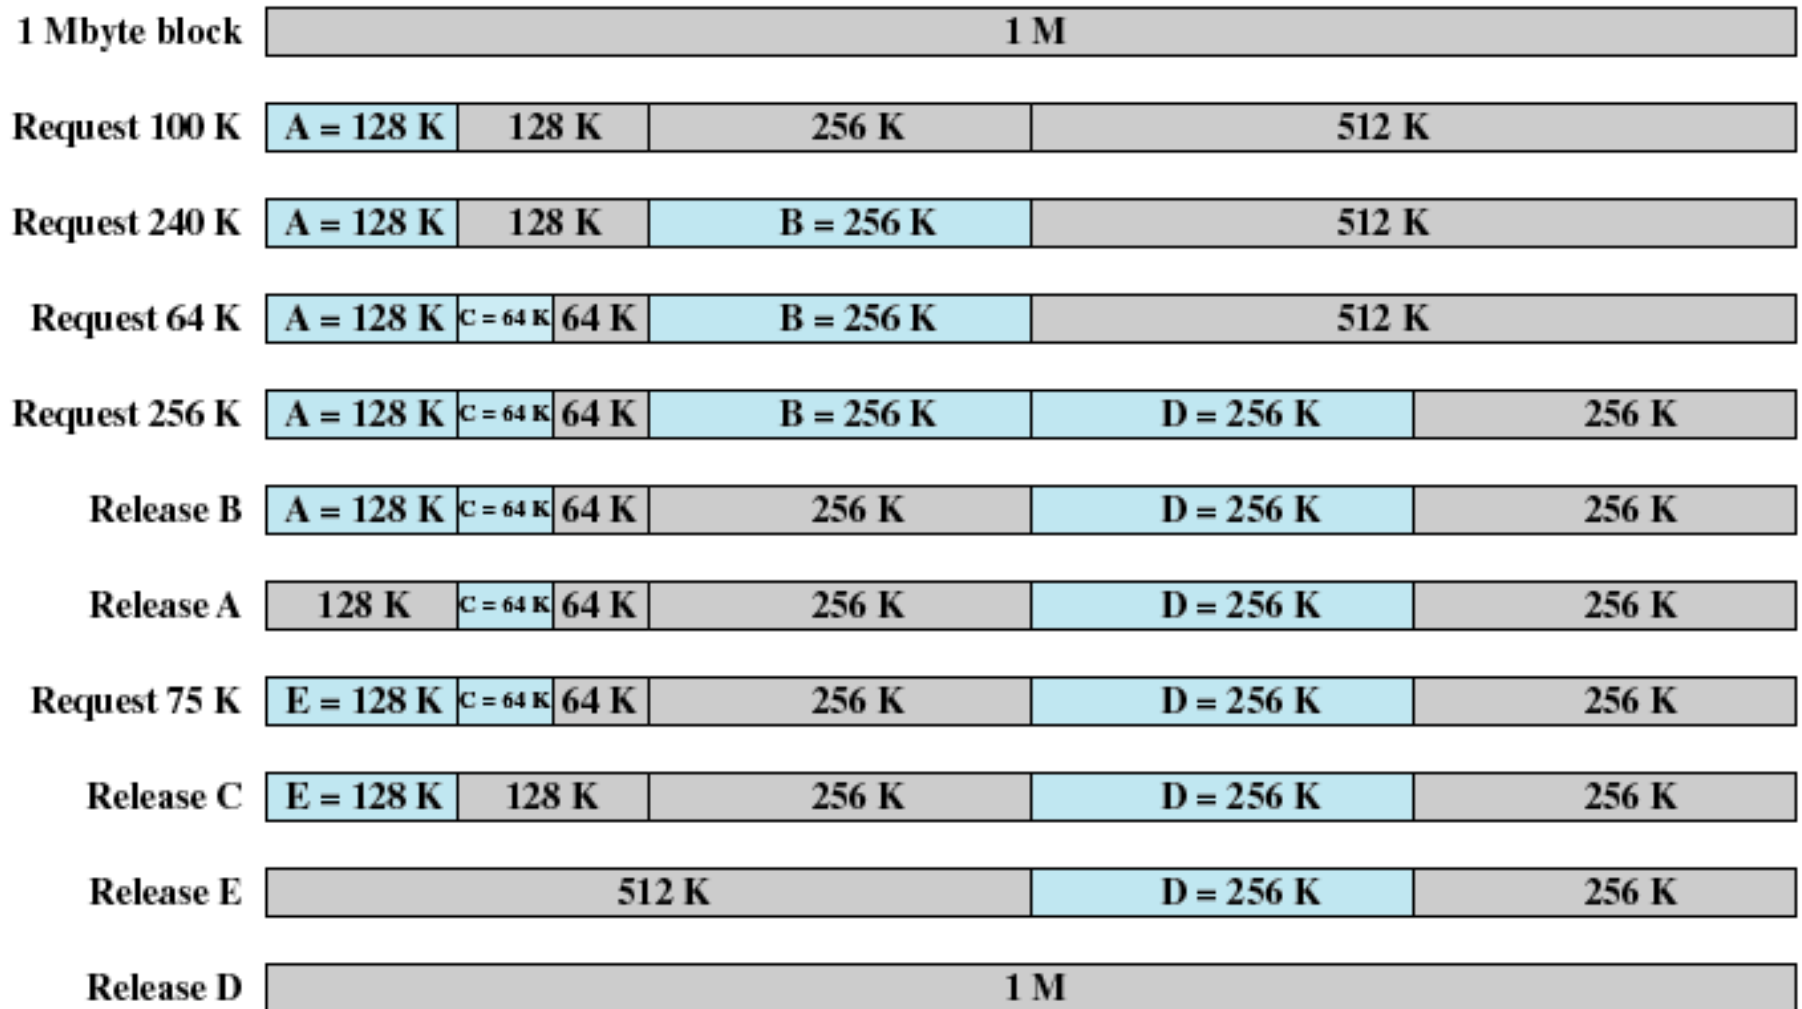 1 Mbyte block 1 M
Request 100 K A = 128 K 128 K 256 K 512 K
Request 240 K A = 128 K 128 K B = 256 K 512 K
Request 64 K A = 128 K C = 64 K 64 K B = 256 K 512 K
Request 256 K A = 128 K C = 64 K 64 K B = 256 K D = 256 K 256 K
Release B A = 128 K C = 64 K 64 K 256 K D = 256 K 256 K
Release A 128 K C = 64 K 64 K 256 K D = 256 K 256 K
Request 75 K E = 128 K C = 64 K 64 K 256 K D = 256 K 256 K
Release C E = 128 K 128 K 256 K D = 256 K 256 K
Release E 512 K D = 256 K 256 K
Release D 1 M